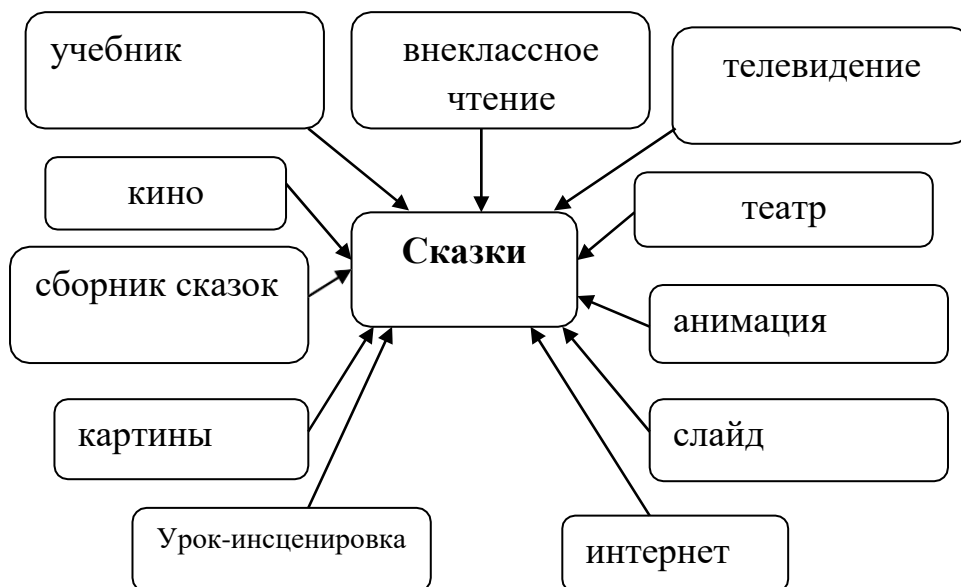 учебник
внеклассное
чтение
телевидение
кино
театр
Сказки
сборник сказок
анимация
картины
слайд
Урок-инсценировка
интернет